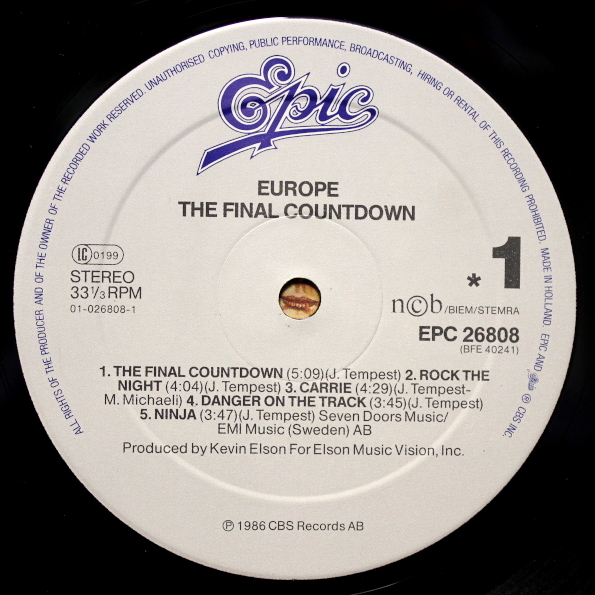 ALL RIGHTS OF THE PRODUCER AND OF THE OWNER OF THE RECORDED WORK RESERVED. UNAUTHORISED COPYING, PUBLIC PERFORMANCE, BROADCASTING, HIRING OR RENTAL OF THIS RECORDING PROHIBITED. MADE IN HOLLAND. EPIC AND Epic ® CBS INC.
Epic
EUROPE
THE FINAL COUNTDOWN
LC 0199
STEREO
33 1/3 RPM
01-026808-1
* 1
n©b/BIEM/STEMRA
EPC 26808
(BFE 40241)
1. THE FINAL COUNTDOWN (5:09)(J. Tempest) 2. ROCK THE
NIGHT (4:04)(J. Tempest) 3. CARRIE (4:29)(J. Tempest-
M. Michaeli) 4. DANGER ON THE TRACK (3:45)(J. Tempest)
5. NINJA (3:47)(J. Tempest) Seven Doors Music/
EMI Music (Sweden) AB
Produced by Kevin Elson For Elson Music Vision, Inc.
℗ 1986 CBS Records AB